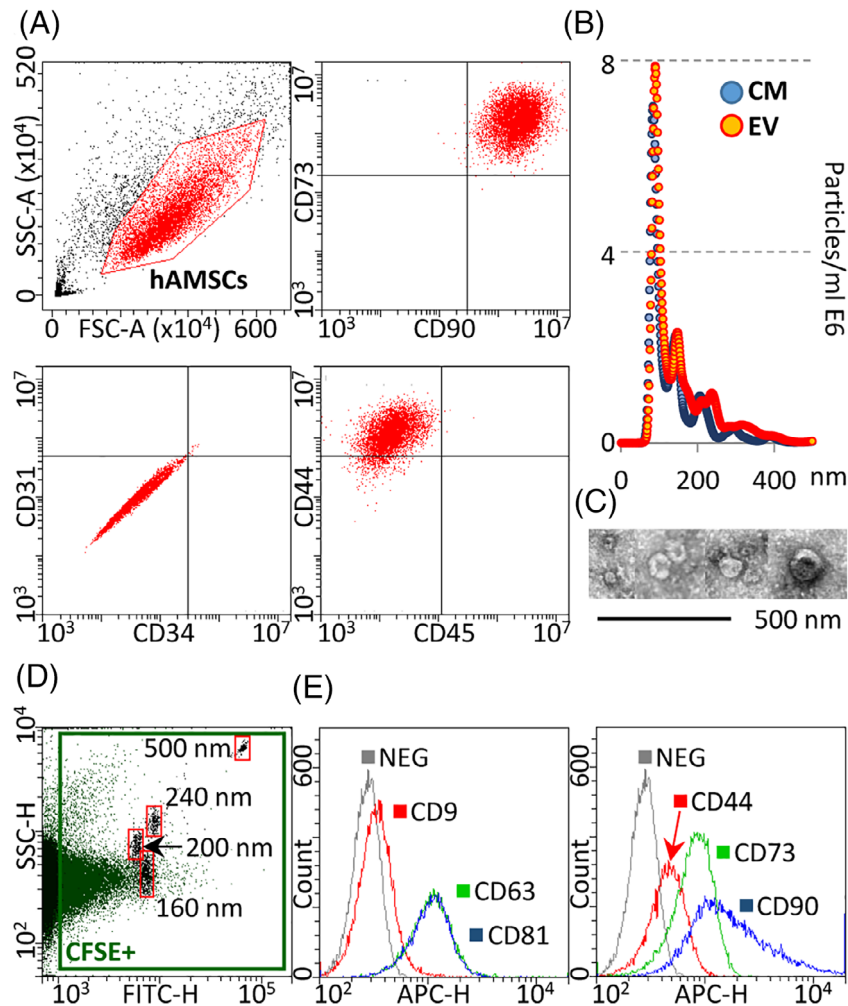 (A)
520
SSC-A (x10⁴)
0
hAMSCs
0 FSC-A (x10⁴) 600
10⁷
CD73
10³
10³ CD90 10⁷
(B)
8
CM
EV
4
Particles/ml E6
0
0 200 400 nm
10⁷
CD31
10³
10³ CD34 10⁷
10⁷
CD44
10³
10³ CD45 10⁷
(C)
500 nm
(D)
10⁴
SSC-H
10²
500 nm
240 nm
200 nm
160 nm
CFSE+
10³ FITC-H 10⁵
(E)
600
Count
0
NEG
CD9
CD63
CD81
10² APC-H 10⁴
600
Count
0
NEG
CD44
CD73
CD90
10² APC-H 10⁴